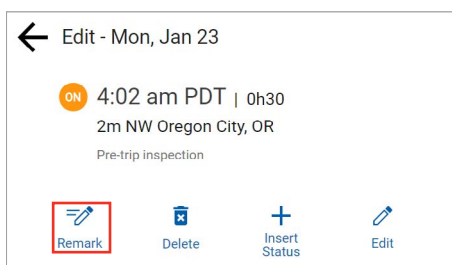 Edit - Mon, Jan 23
ON 4:02 am PDT | 0h30
2m NW Oregon City, OR
Pre-trip inspection
Remark Delete Insert Status Edit